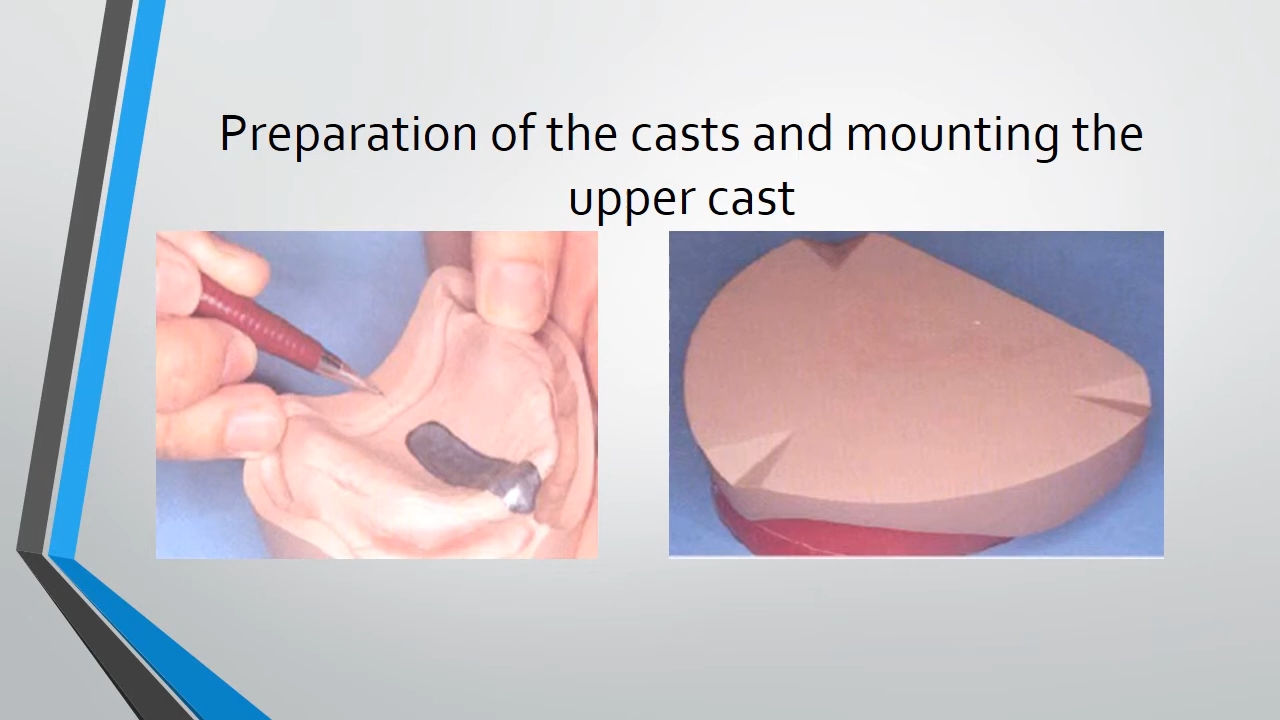 Preparation of the casts and mounting the
upper cast